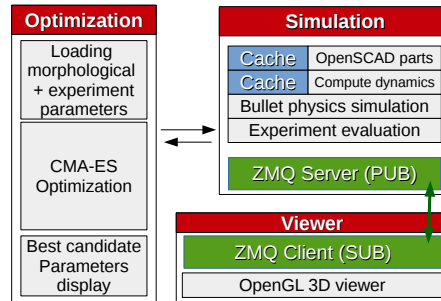 Optimization
Loading
morphological
+ experiment
parameters
CMA-ES
Optimization
Best candidate
Parameters
display
Simulation
Cache OpenSCAD parts
Cache Compute dynamics
Bullet physics simulation
Experiment evaluation
ZMQ Server (PUB)
Viewer
ZMQ Client (SUB)
OpenGL 3D viewer